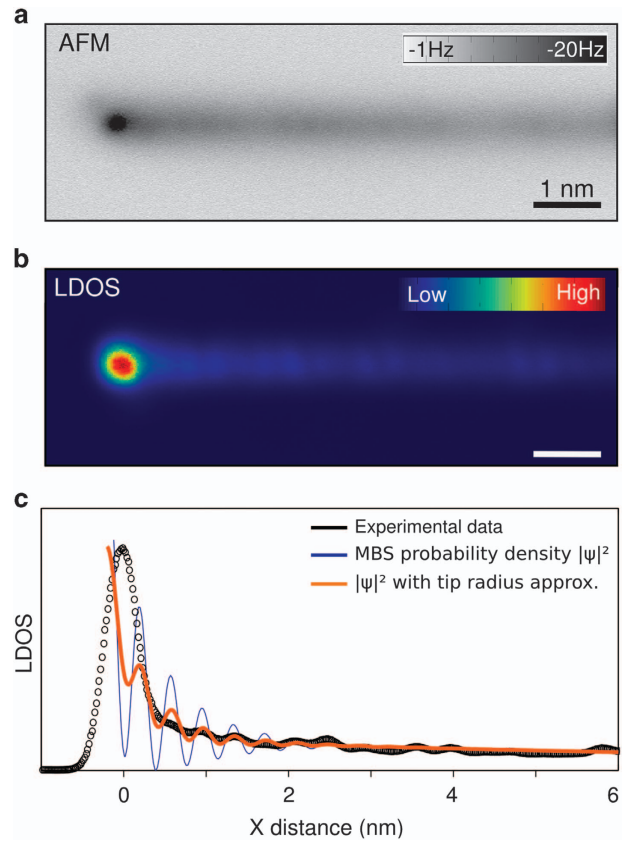 a
AFM
-1Hz -20Hz
1 nm
b
LDOS
Low High
c
Experimental data
MBS probability density |ψ|²
|ψ|² with tip radius approx.
LDOS
0 2 4 6
X distance (nm)